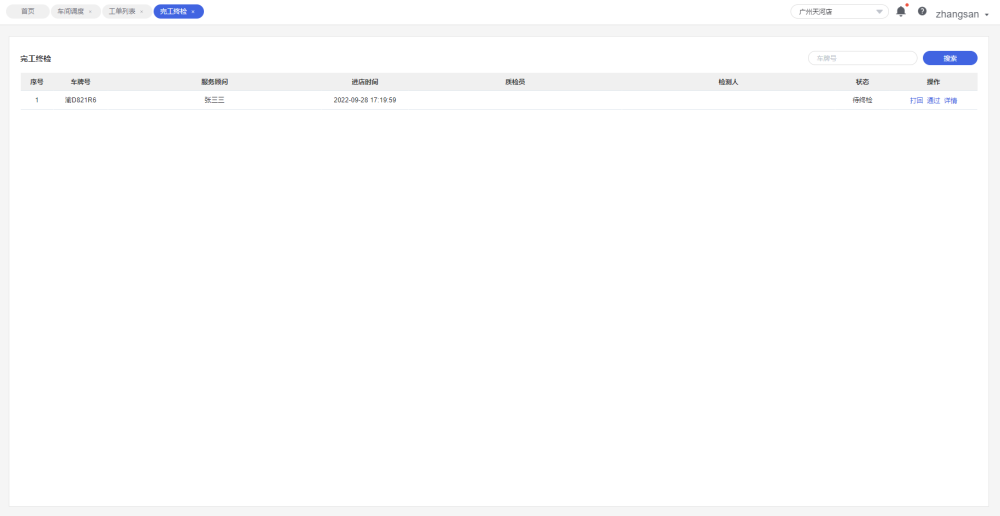 首页 车间调度 × 工单列表 × 完工终检 × 广州天河店 zhangsan
完工终检 车牌号 搜索
序号 车牌号 服务顾问 进店时间 质检员 检测人 状态 操作
1 渝D821R6 张三三 2022-09-28 17:19:59 待终检 打回 通过 详情